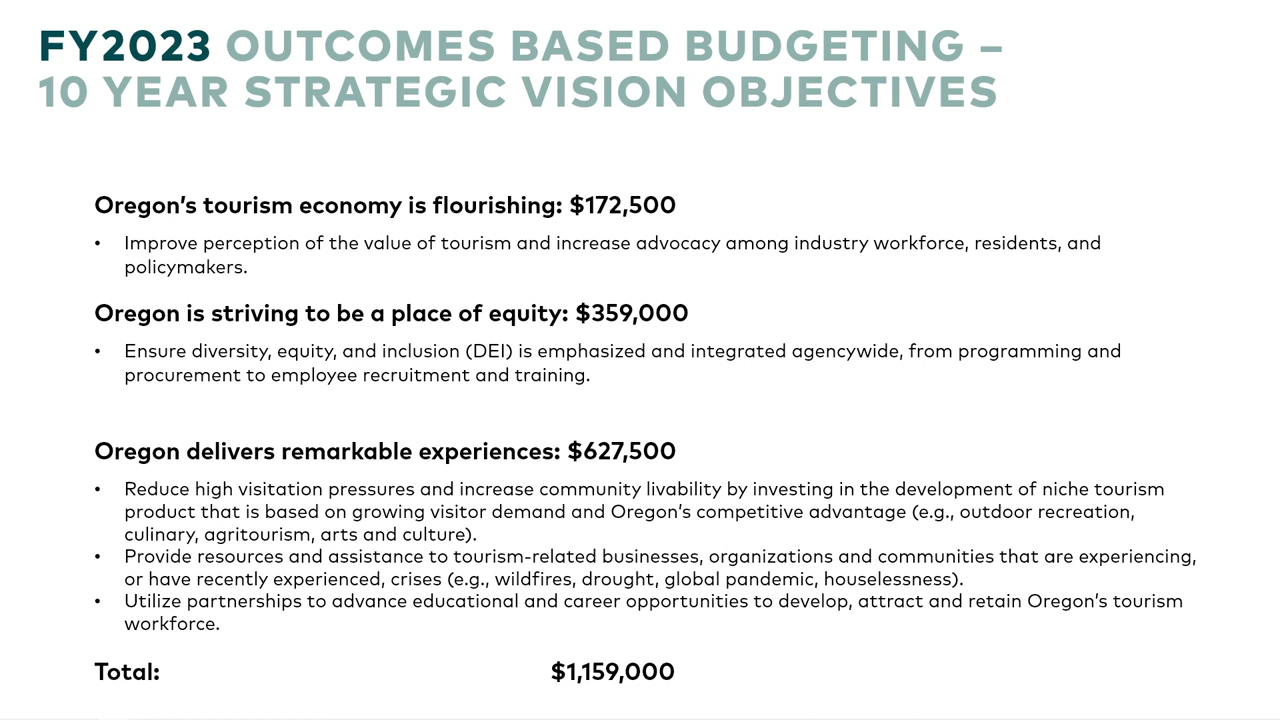 FY2023 OUTCOMES BASED BUDGETING –
10 YEAR STRATEGIC VISION OBJECTIVES
Oregon’s tourism economy is flourishing: $172,500
• Improve perception of the value of tourism and increase advocacy among industry workforce, residents, and
policymakers.
Oregon is striving to be a place of equity: $359,000
• Ensure diversity, equity, and inclusion (DEI) is emphasized and integrated agencywide, from programming and
procurement to employee recruitment and training.
Oregon delivers remarkable experiences: $627,500
• Reduce high visitation pressures and increase community livability by investing in the development of niche tourism
product that is based on growing visitor demand and Oregon’s competitive advantage (e.g., outdoor recreation,
culinary, agritourism, arts and culture).
• Provide resources and assistance to tourism-related businesses, organizations and communities that are experiencing,
or have recently experienced, crises (e.g., wildfires, drought, global pandemic, houselessness).
• Utilize partnerships to advance educational and career opportunities to develop, attract and retain Oregon’s tourism
workforce.
Total: $1,159,000